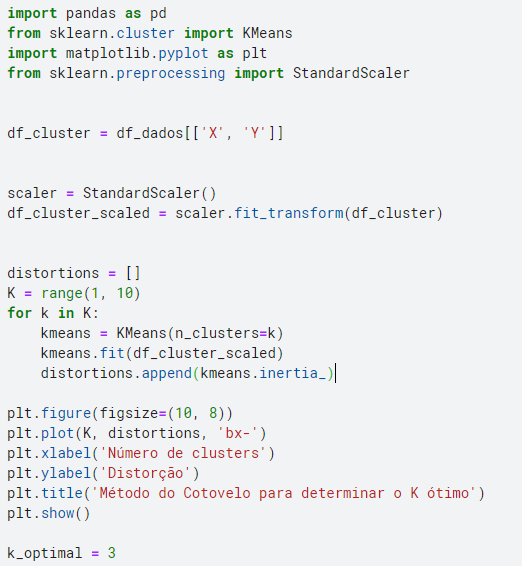 import pandas as pd
from sklearn.cluster import KMeans
import matplotlib.pyplot as plt
from sklearn.preprocessing import StandardScaler
df_cluster = df_dados[['X', 'Y']]
scaler = StandardScaler()
df_cluster_scaled = scaler.fit_transform(df_cluster)
distortions = []
K = range(1, 10)
for k in K:
    kmeans = KMeans(n_clusters=k)
    kmeans.fit(df_cluster_scaled)
    distortions.append(kmeans.inertia_)
plt.figure(figsize=(10, 8))
plt.plot(K, distortions, 'bx-')
plt.xlabel('Número de clusters')
plt.ylabel('Distorção')
plt.title('Método do Cotovelo para determinar o K ótimo')
plt.show()
k_optimal = 3